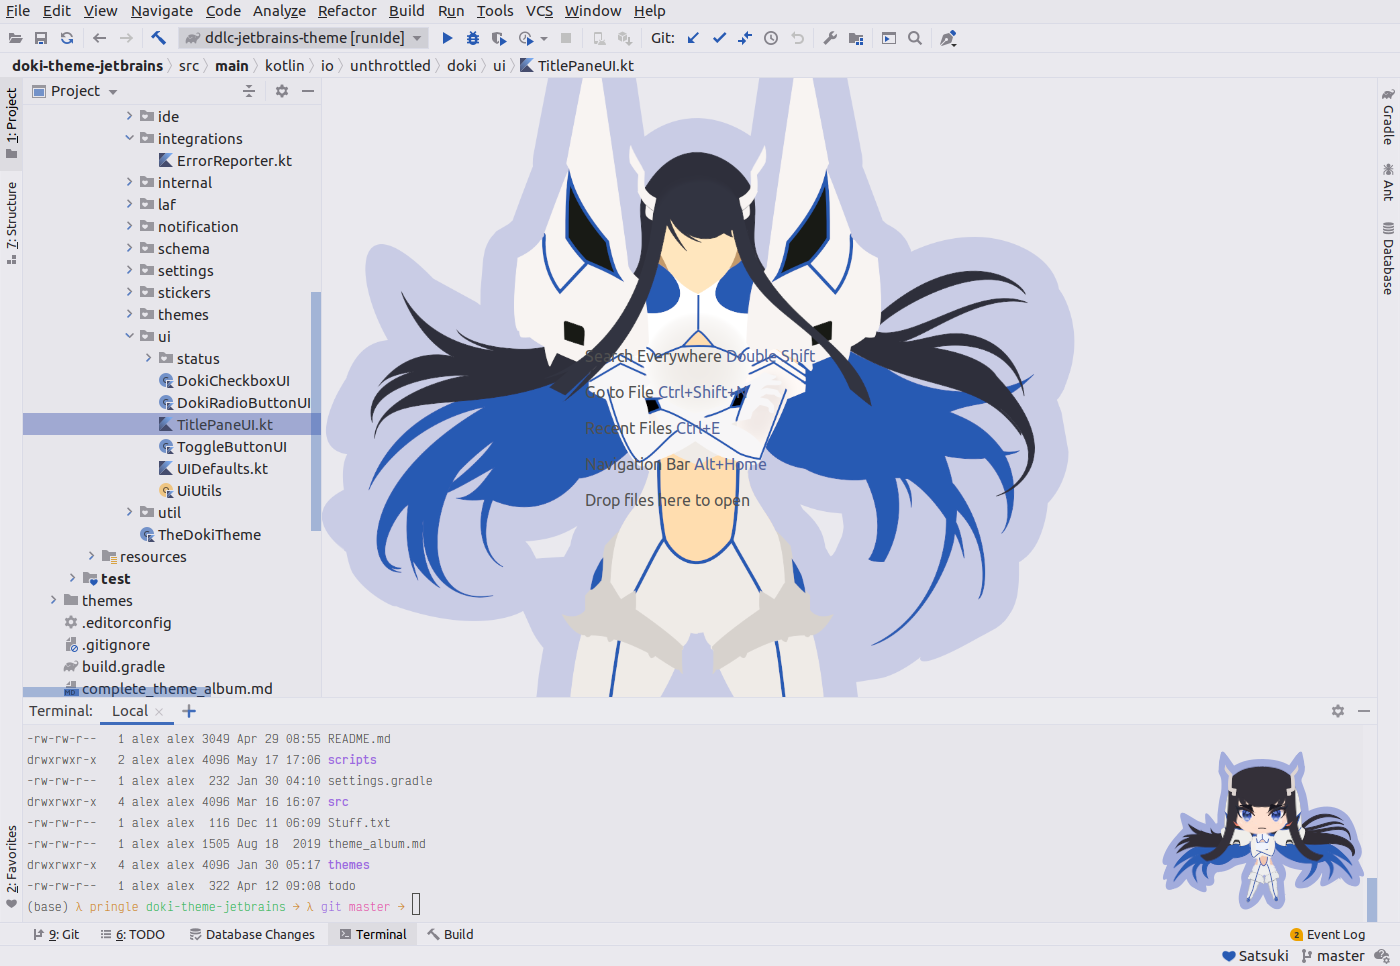 File Edit View Navigate Code Analyze Refactor Build Run Tools VCS Window Help
ddlc-jetbrains-theme [runIde] Git:
doki-theme-jetbrains src main kotlin io unthrottled doki ui TitlePaneUI.kt
1: Project
7: Structure
2: Favorites
Project
ide
integrations
ErrorReporter.kt
internal
laf
notification
schema
settings
stickers
themes
ui
status
DokiCheckboxUI
DokiRadioButtonUI
TitlePaneUI.kt
ToggleButtonUI
UIDefaults.kt
UiUtils
util
TheDokiTheme
resources
test
themes
.editorconfig
.gitignore
build.gradle
MD complete_theme_album.md
Search Everywhere Double Shift
Go to File Ctrl+Shift+N
Recent Files Ctrl+E
Navigation Bar Alt+Home
Drop files here to open
Gradle
Ant
Database
Terminal: Local
-rw-rw-r-- 1 alex alex 3049 Apr 29 08:55 README.md
drwxrwxr-x 2 alex alex 4096 May 17 17:06 scripts
-rw-rw-r-- 1 alex alex 232 Jan 30 04:10 settings.gradle
drwxrwxr-x 4 alex alex 4096 Mar 16 16:07 src
-rw-rw-r-- 1 alex alex 116 Dec 11 06:09 Stuff.txt
-rw-rw-r-- 1 alex alex 1505 Aug 18 2019 theme_album.md
drwxrwxr-x 4 alex alex 4096 Jan 30 05:17 themes
-rw-rw-r-- 1 alex alex 322 Apr 12 09:08 todo
(base) λ pringle doki-theme-jetbrains → λ git master →
9: Git 6: TODO Database Changes Terminal Build 2 Event Log
Satsuki master